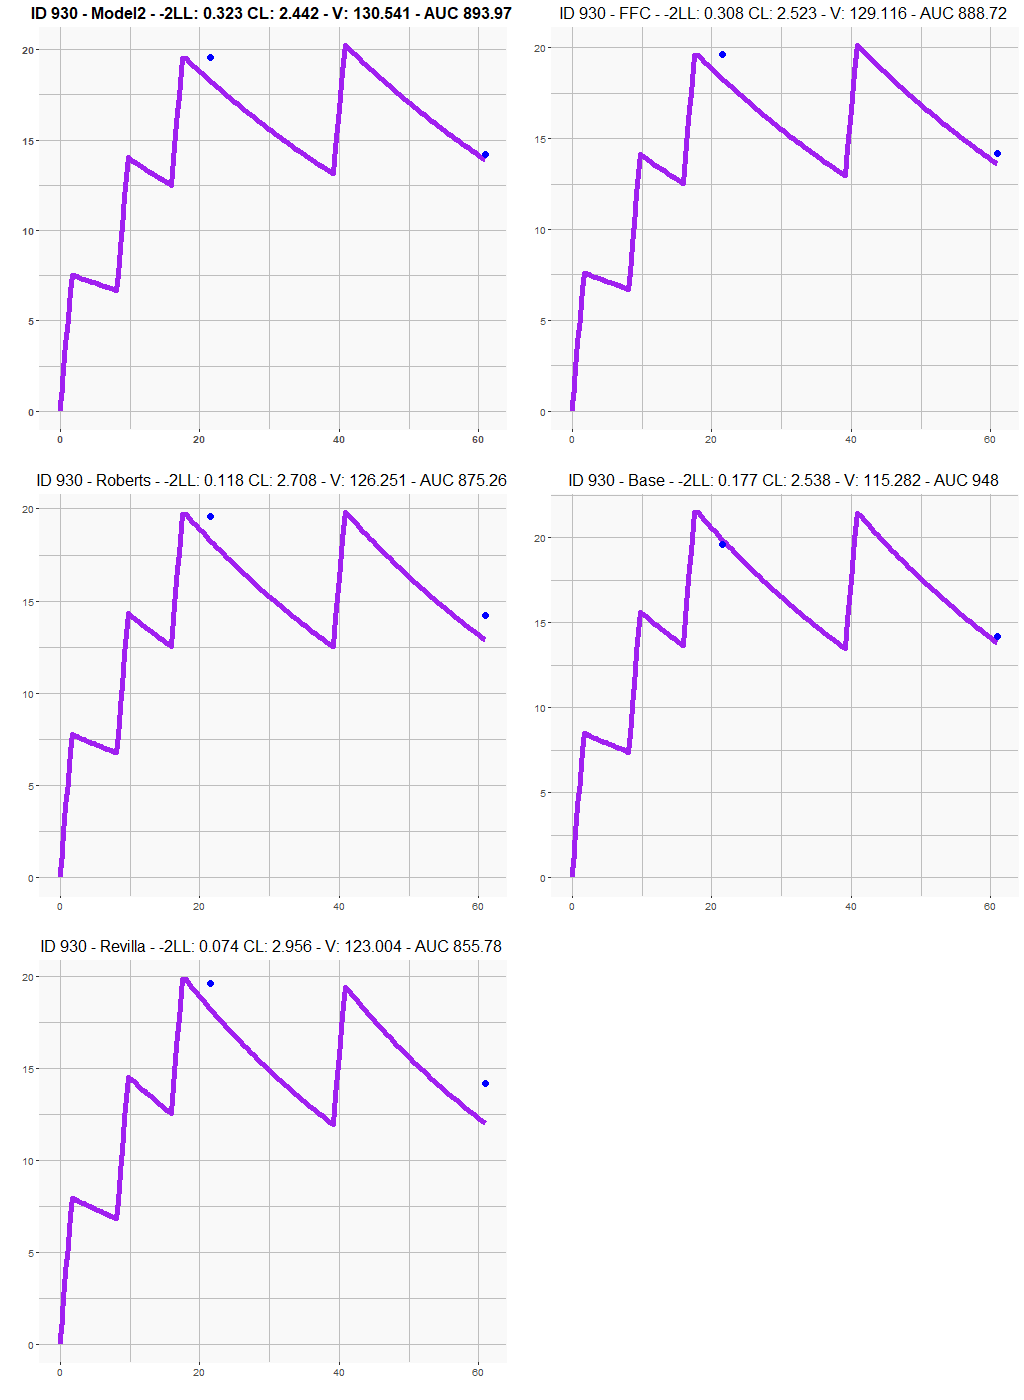 ID 930 - Model2 - -2LL: 0.323 CL: 2.442 - V: 130.541 - AUC 893.97
20
15
10
5
0
0 20 40 60
ID 930 - FFC - -2LL: 0.308 CL: 2.523 - V: 129.116 - AUC 888.72
20
15
10
5
0
0 20 40 60
ID 930 - Roberts - -2LL: 0.118 CL: 2.708 - V: 126.251 - AUC 875.26
20
15
10
5
0
0 20 40 60
ID 930 - Base - -2LL: 0.177 CL: 2.538 - V: 115.282 - AUC 948
20
15
10
5
0
0 20 40 60
ID 930 - Revilla - -2LL: 0.074 CL: 2.956 - V: 123.004 - AUC 855.78
20
15
10
5
0
0 20 40 60